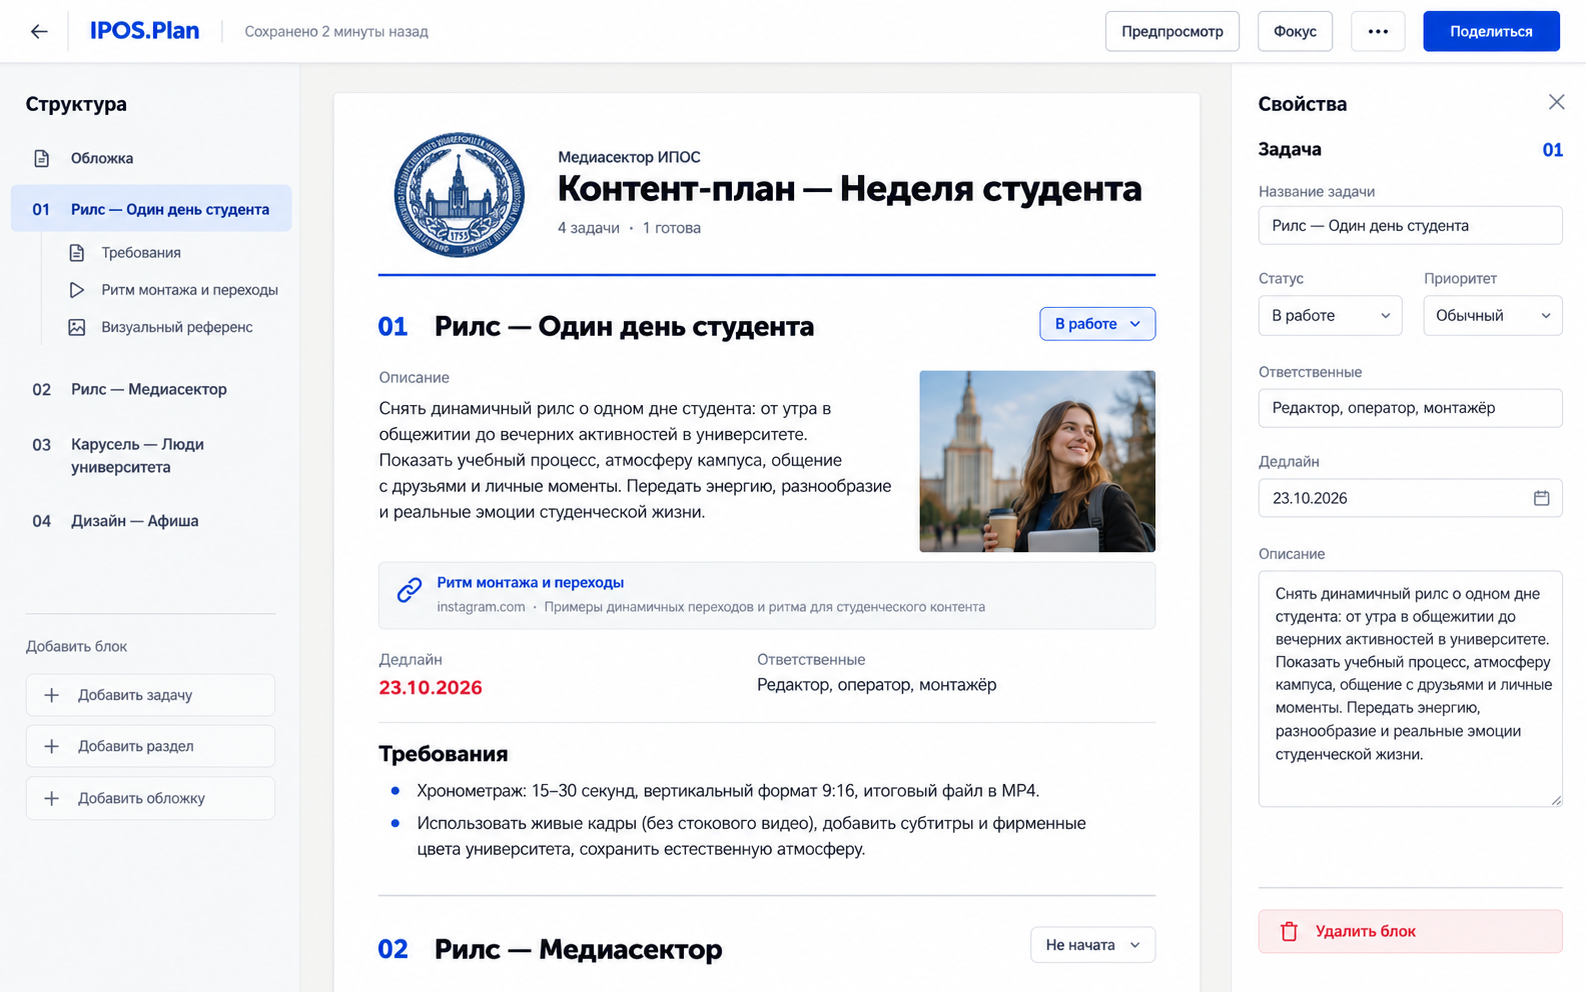 IPOS.Plan
Сохранено 2 минуты назад
Предпросмотр
Фокус
Поделиться
Структура
Обложка
01 Рилс — Один день студента
Требования
Ритм монтажа и переходы
Визуальный референс
02 Рилс — Медиасектор
03 Карусель — Люди
университета
04 Дизайн — Афиша
Добавить блок
+ Добавить задачу
+ Добавить раздел
+ Добавить обложку
1755
Медиасектор ИПОС
Контент-план — Неделя студента
4 задачи · 1 готова
01 Рилс — Один день студента
В работе
Описание
Снять динамичный рилс о одном дне студента: от утра в
общежитии до вечерних активностей в университете.
Показать учебный процесс, атмосферу кампуса, общение
с друзьями и личные моменты. Передать энергию, разнообразие
и реальные эмоции студенческой жизни.
Ритм монтажа и переходы
instagram.com · Примеры динамичных переходов и ритма для студенческого контента
Дедлайн
23.10.2026
Ответственные
Редактор, оператор, монтажёр
Требования
• Хронометраж: 15–30 секунд, вертикальный формат 9:16, итоговый файл в MP4.
• Использовать живые кадры (без стокового видео), добавить субтитры и фирменные
цвета университета, сохранить естественную атмосферу.
02 Рилс — Медиасектор
Не начата
Свойства
Задача 01
Название задачи
Рилс — Один день студента
Статус
В работе
Приоритет
Обычный
Ответственные
Редактор, оператор, монтажёр
Дедлайн
23.10.2026
Описание
Снять динамичный рилс о одном дне
студента: от утра в общежитии до
вечерних активностей в университете.
Показать учебный процесс, атмосферу
кампуса, общение с друзьями и личные
моменты. Передать энергию,
разнообразие и реальные эмоции
студенческой жизни.
Удалить блок